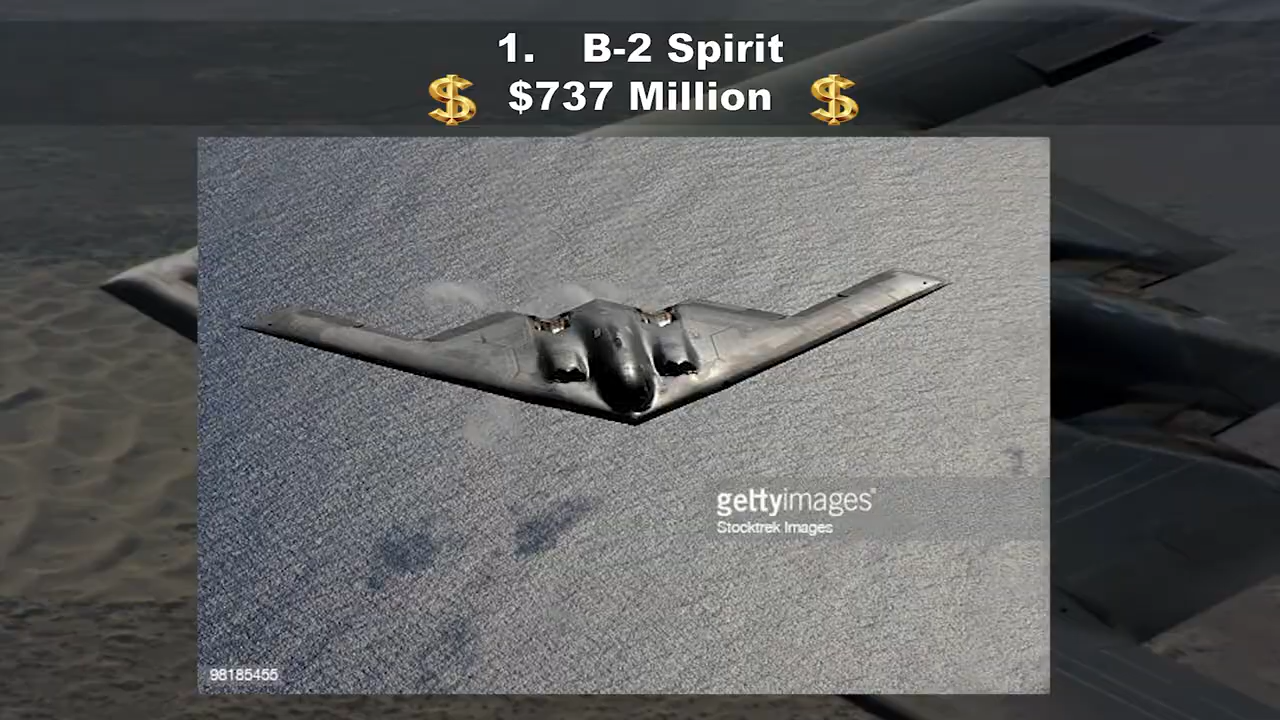 1. B-2 Spirit
$ $737 Million $
gettyimages®
Stocktrek Images
98185455